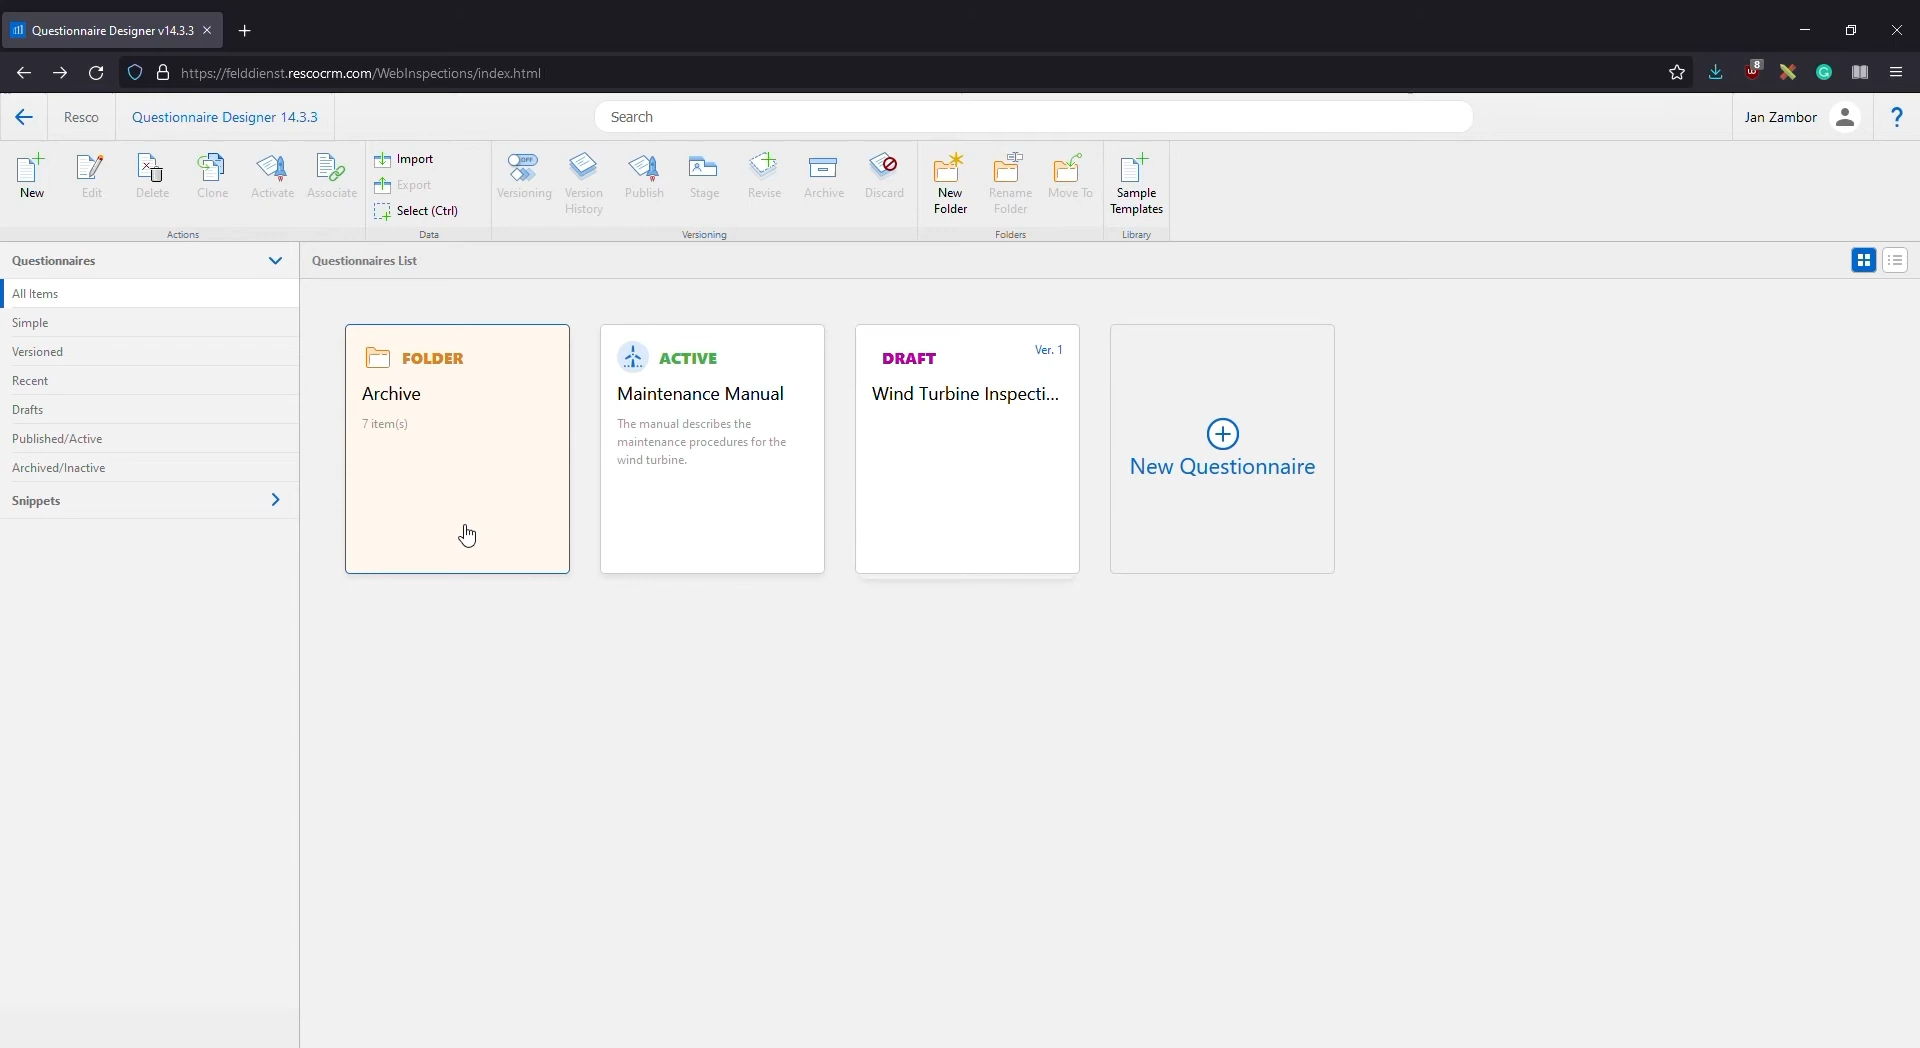 Questionnaire Designer v14.3.3
https://felddienst.rescocrm.com/WebInspections/index.html
8
Resco
Questionnaire Designer 14.3.3
Search
Jan Zambor
?
New
Edit
Delete
Clone
Activate
Associate
Actions
Import
Export
Select (Ctrl)
Data
OFF
Versioning
Version
History
Publish
Stage
Revise
Archive
Discard
Versioning
New
Folder
Rename
Folder
Move To
Folders
Sample
Templates
Library
Questionnaires
All Items
Simple
Versioned
Recent
Drafts
Published/Active
Archived/Inactive
Snippets
Questionnaires List
FOLDER
Archive
7 item(s)
ACTIVE
Maintenance Manual
The manual describes the
maintenance procedures for the
wind turbine.
DRAFT
Ver. 1
Wind Turbine Inspecti...
New Questionnaire